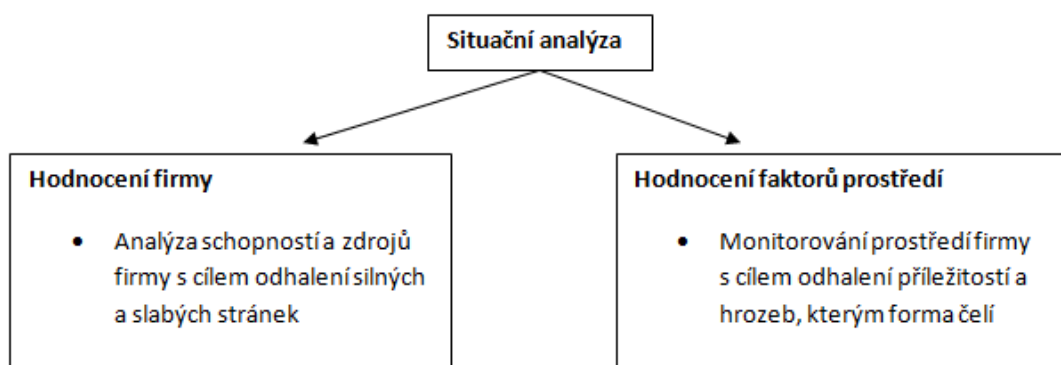 Situační analýza
Hodnocení firmy
• Analýza schopností a zdrojů
firmy s cílem odhalení silných
a slabých stránek
Hodnocení faktorů prostředí
• Monitorování prostředí firmy
s cílem odhalení příležitostí a
hrozeb, kterým forma čelí